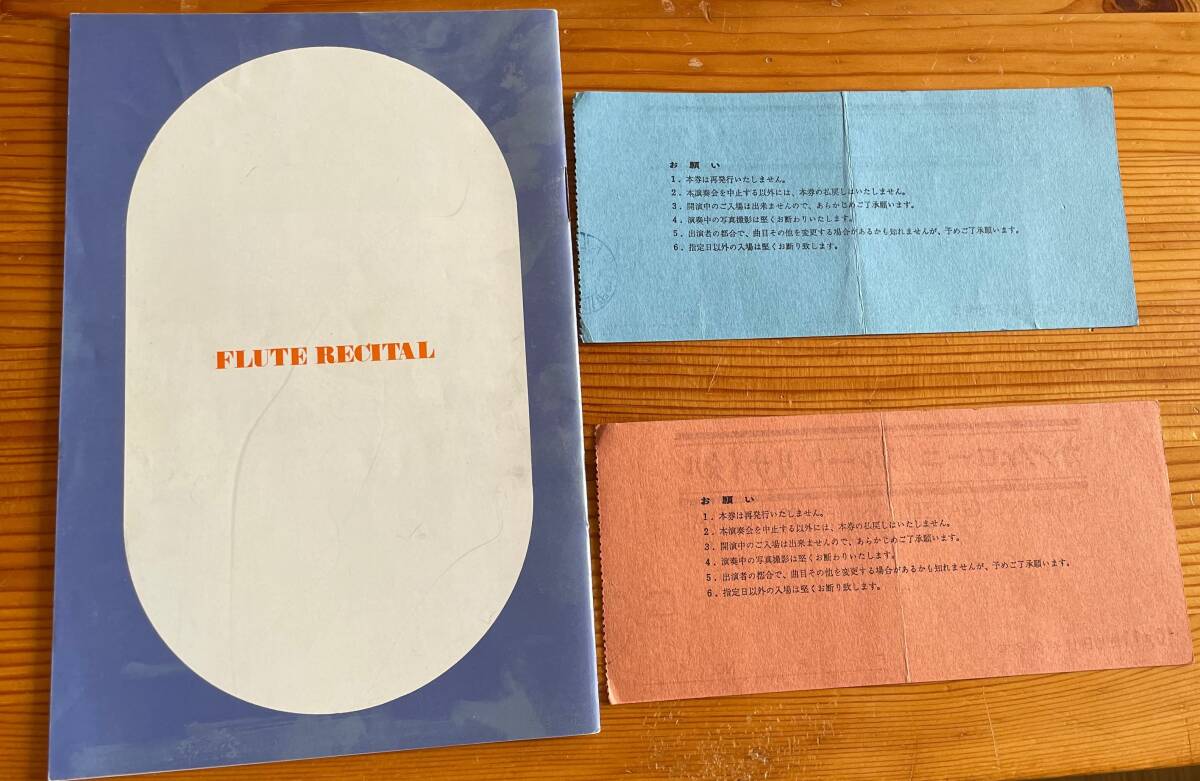 FLUTE RECITAL
お願い
1．本券は再発行いたしません。
2．本演奏会を中止する以外には、本券の払戻しはいたしません。
3．開演中のご入場は出来ませんので、あらかじめご了承願います。
4．演奏中の写真撮影は堅くお断わりいたします。
5．出演者の都合で、曲目その他を変更する場合があるかも知れませんが、予めご了承願います。
6．指定日以外の入場は堅くお断り致します。
お願い
1．本券は再発行いたしません。
2．本演奏会を中止する以外には、本券の払戻しはいたしません。
3．開演中のご入場は出来ませんので、あらかじめご了承願います。
4．演奏中の写真撮影は堅くお断わりいたします。
5．出演者の都合で、曲目その他を変更する場合があるかも知れませんが、予めご了承願います。
6．指定日以外の入場は堅くお断り致します。